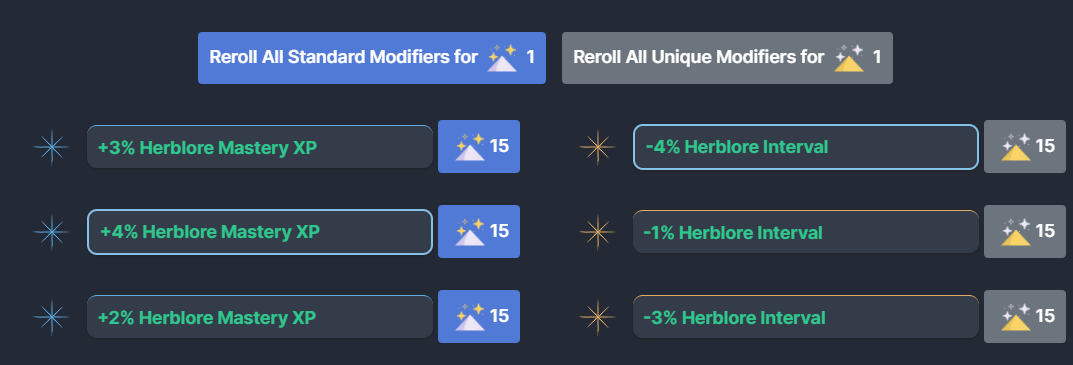 Reroll All Standard Modifiers for 1
Reroll All Unique Modifiers for 1
+3% Herblore Mastery XP 15
-4% Herblore Interval 15
+4% Herblore Mastery XP 15
-1% Herblore Interval 15
+2% Herblore Mastery XP 15
-3% Herblore Interval 15